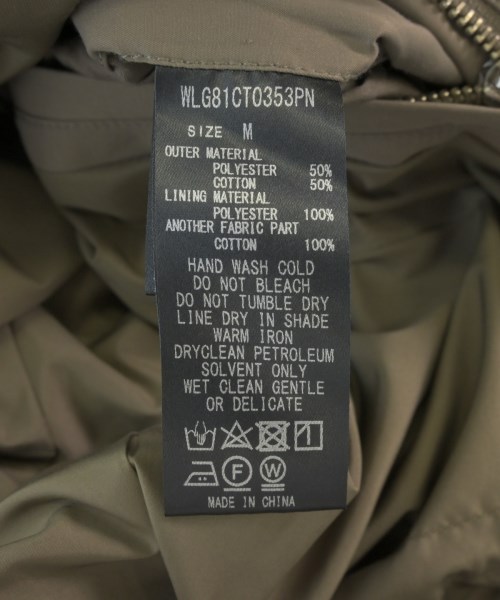 WLG81CT0353PN
SIZE M
OUTER MATERIAL
POLYESTER 50%
COTTON 50%
LINING MATERIAL
POLYESTER 100%
ANOTHER FABRIC PART
COTTON 100%
HAND WASH COLD
DO NOT BLEACH
DO NOT TUMBLE DRY
LINE DRY IN SHADE
WARM IRON
DRYCLEAN PETROLEUM
SOLVENT ONLY
WET CLEAN GENTLE
OR DELICATE
F W
MADE IN CHINA